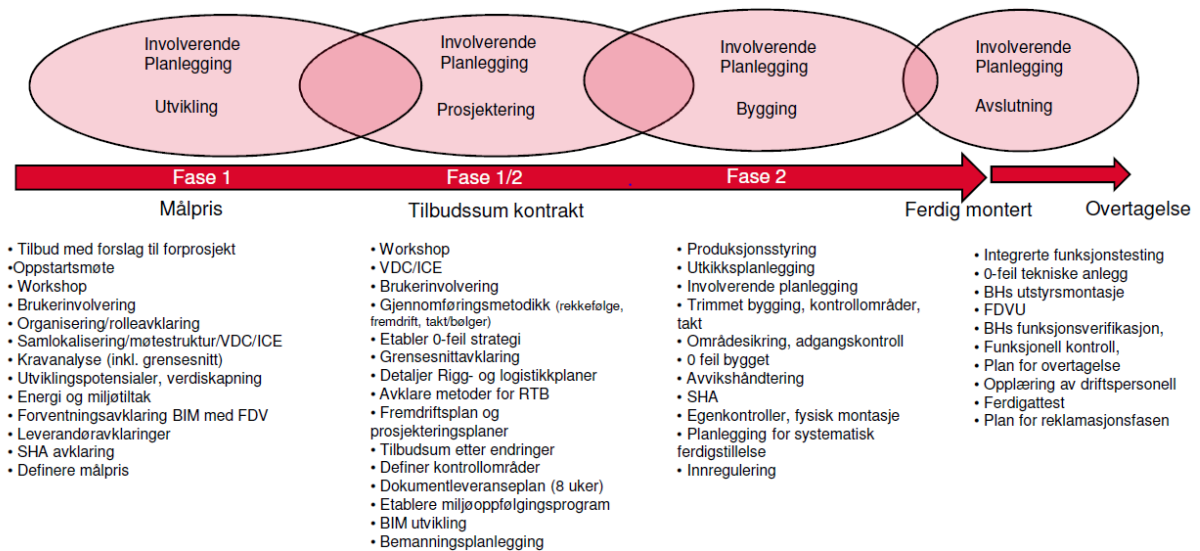 Involverende
Planlegging
Utvikling
Involverende
Planlegging
Prosjektering
Involverende
Planlegging
Bygging
Involverende
Planlegging
Avslutning
Fase 1
Fase 1/2
Fase 2
Målpris
Tilbudssum kontrakt
Ferdig montert
Overtagelse
• Tilbud med forslag til forprosjekt
•Oppstartsmøte
• Workshop
• Brukerinvolvering
• Organisering/rolleavklaring
• Samlokalisering/møtestruktur/VDC/ICE
• Kravanalyse (inkl. grensesnitt)
• Utviklingspotensialer, verdiskapning
• Energi og miljøtiltak
• Forventningsavklaring BIM med FDV
• Leverandøravklaringer
• SHA avklaring
• Definere målpris
• Workshop
• VDC/ICE
• Brukerinvolvering
• Gjennomføringsmetodikk (rekkefølge,
fremdrift, takt/bølger)
• Etabler 0-feil strategi
• Grensesnittavklaring
• Detaljer Rigg- og logistikkplaner
• Avklare metoder for RTB
• Fremdriftsplan og
prosjekteringsplaner
• Tilbudsum etter endringer
• Definer kontrollområder
• Dokumentleveranseplan (8 uker)
• Etablere miljøoppfølgingsprogram
• BIM utvikling
• Bemanningsplanlegging
• Produksjonsstyring
• Utkikksplanlegging
• Involverende planlegging
• Trimmet bygging, kontrollområder,
takt
• Områdesikring, adgangskontroll
• 0 feil bygget
• Avvikshåndtering
• SHA
• Egenkontroller, fysisk montasje
• Planlegging for systematisk
ferdigstillelse
• Innregulering
• Integrerte funksjonstesting
• 0-feil tekniske anlegg
• BHs utstyrsmontasje
• FDVU
• BHs funksjonsverifikasjon,
• Funksjonell kontroll,
• Plan for overtagelse
• Opplæring av driftspersonell
• Ferdigattest
• Plan for reklamasjonsfasen